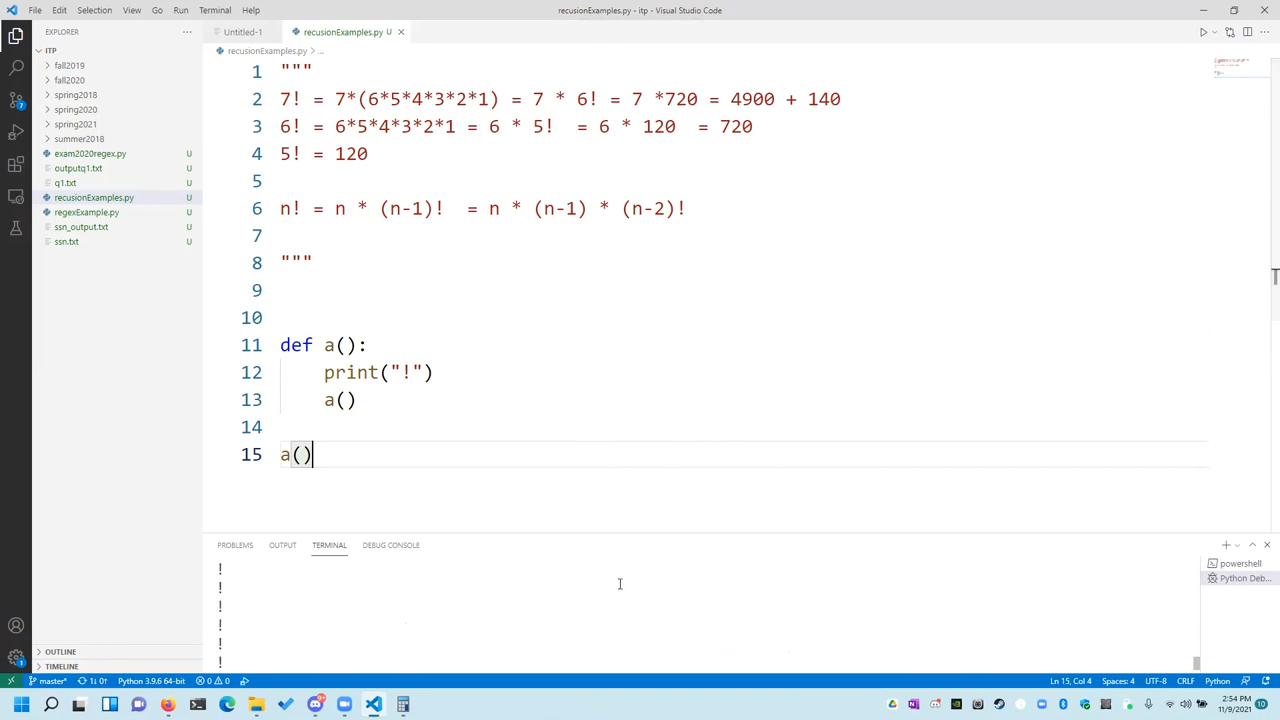 File Edit Selection View Go Run Terminal Help
recusionExamples.py - itp - Visual Studio Code
EXPLORER
Untitled-1
recusionExamples.py U
ITP
recusionExamples.py > ...
fall2019
fall2020
spring2018
spring2020
spring2021
summer2018
exam2020regex.py U
outputq1.txt U
q1.txt U
recusionExamples.py U
regexExample.py U
ssn_output.txt U
ssn.txt U
1 """
2 7! = 7*(6*5*4*3*2*1) = 7 * 6! = 7 *720 = 4900 + 140
3 6! = 6*5*4*3*2*1 = 6 * 5!  = 6 * 120  = 720
4 5! = 120
5
6 n! = n * (n-1)!  = n * (n-1) * (n-2)!
7
8 """
9
10
11 def a():
12 print("!")
13 a()
14
15 a()
PROBLEMS OUTPUT TERMINAL DEBUG CONSOLE
!
!
!
!
!
!
powershell
Python Deb...
OUTLINE
TIMELINE
master* 1↓ 0↑ Python 3.9.6 64-bit 0 0
Ln 15, Col 4 Spaces: 4 UTF-8 CRLF Python
2:54 PM
11/9/2021